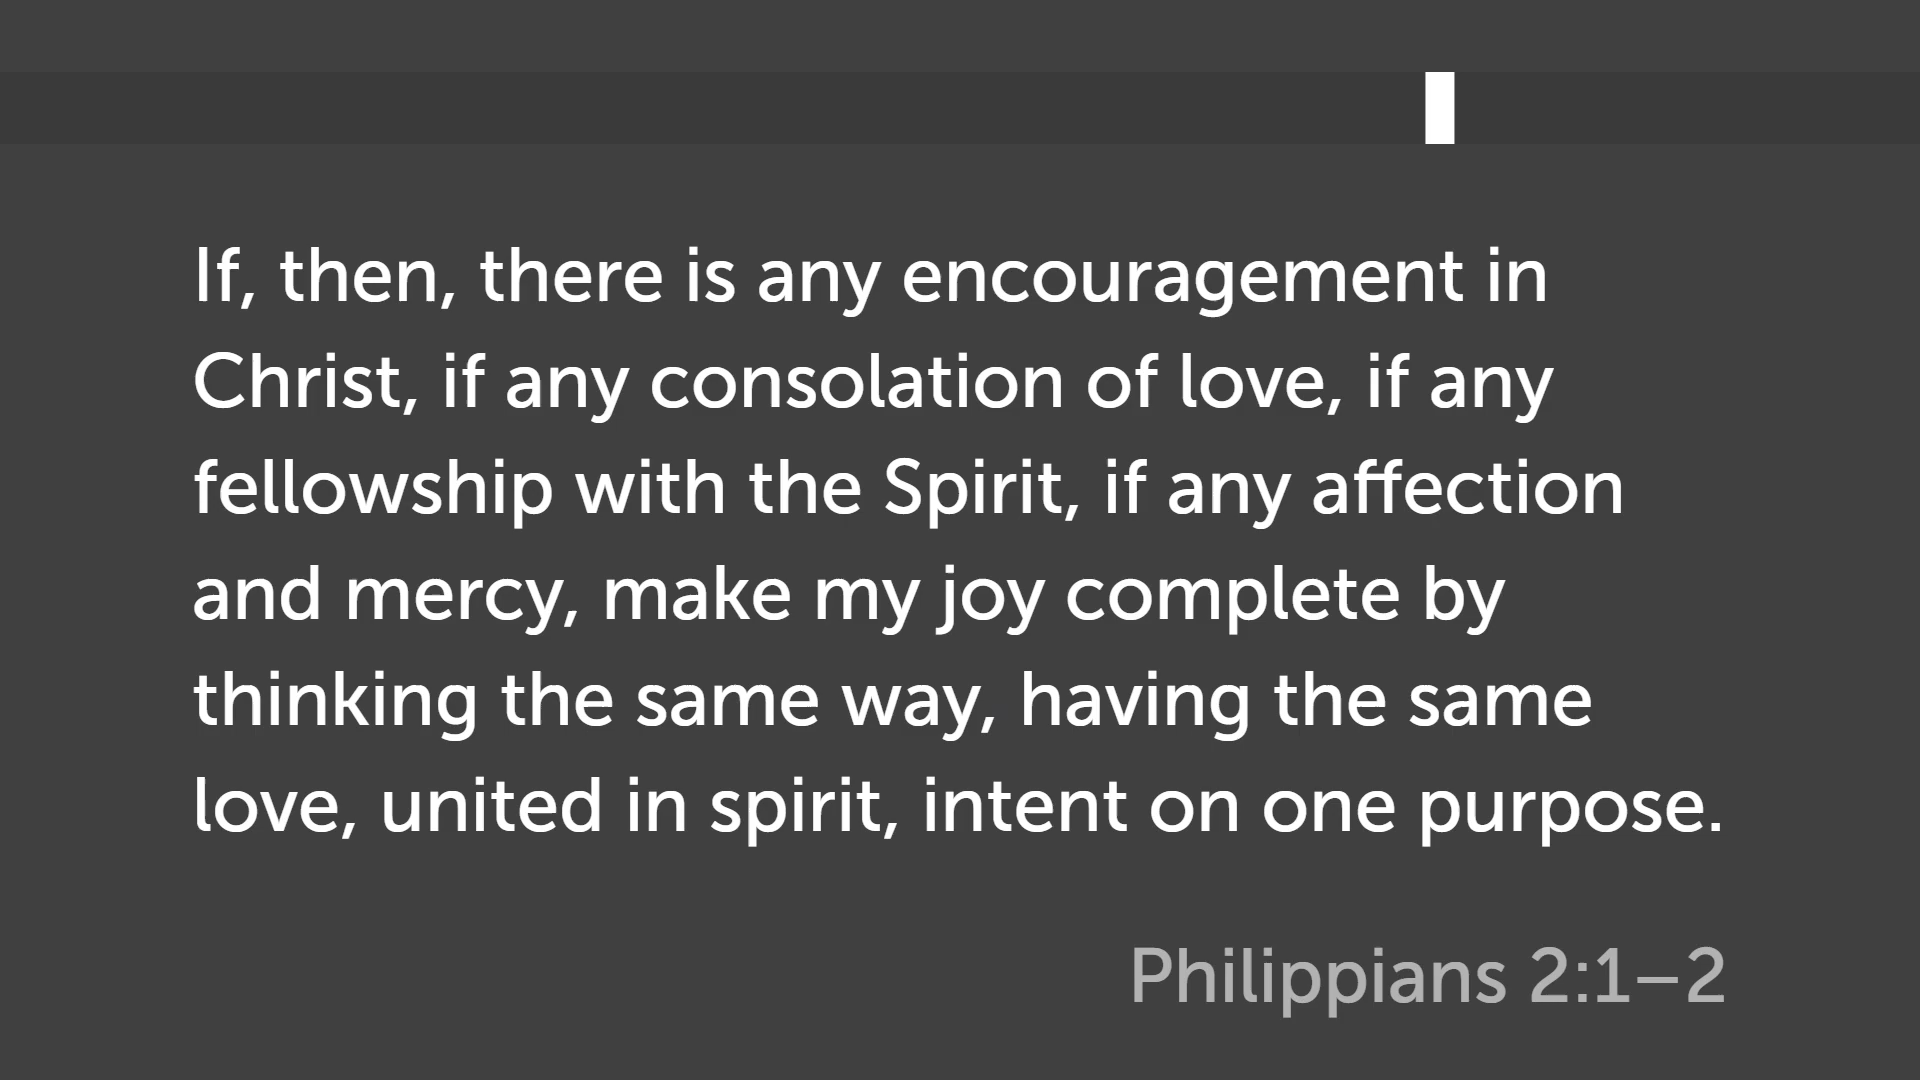 If, then, there is any encouragement in
Christ, if any consolation of love, if any
fellowship with the Spirit, if any affection
and mercy, make my joy complete by
thinking the same way, having the same
love, united in spirit, intent on one purpose.
Philippians 2:1–2